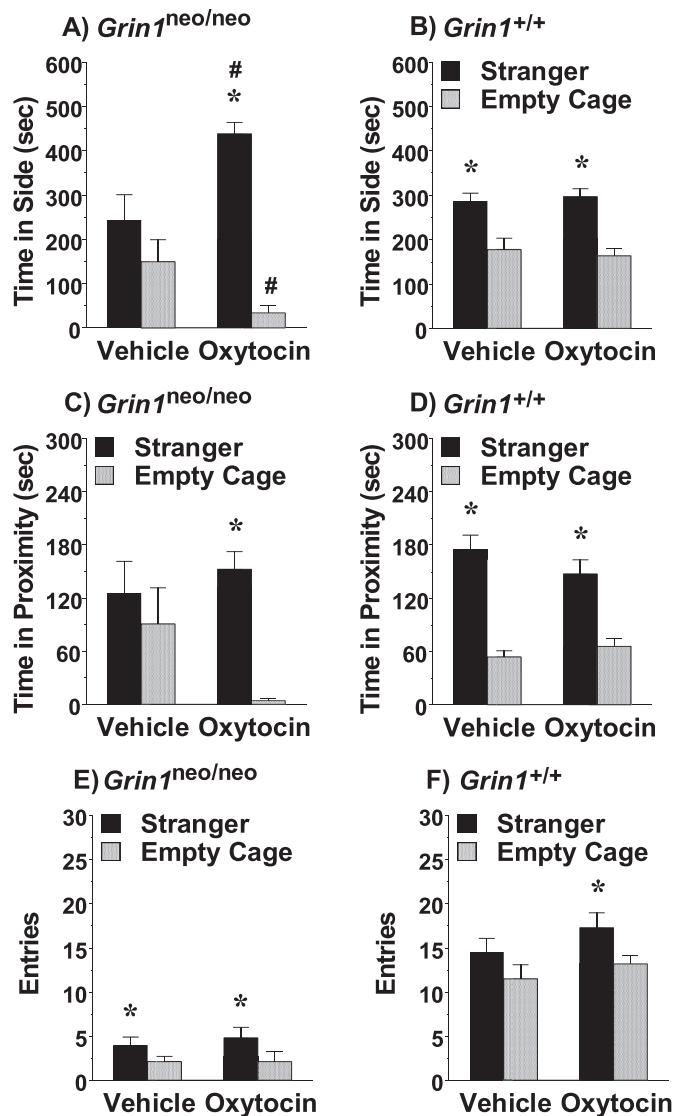 A) Grin1neo/neo
B) Grin1+/+
Time in Side (sec)
600
500
400
300
200
100
0
#
*
#
Vehicle Oxytocin
Time in Side (sec)
600
500
400
300
200
100
0
Stranger
Empty Cage
*
*
Vehicle Oxytocin
C) Grin1neo/neo
D) Grin1+/+
Time in Proximity (sec)
300
240
180
120
60
0
Stranger
Empty Cage
*
Vehicle Oxytocin
Time in Proximity (sec)
300
240
180
120
60
0
Stranger
Empty Cage
*
*
Vehicle Oxytocin
E) Grin1neo/neo
F) Grin1+/+
Entries
30
25
20
15
10
5
0
Stranger
Empty Cage
*
*
Vehicle Oxytocin
Entries
30
25
20
15
10
5
0
Stranger
Empty Cage
*
Vehicle Oxytocin